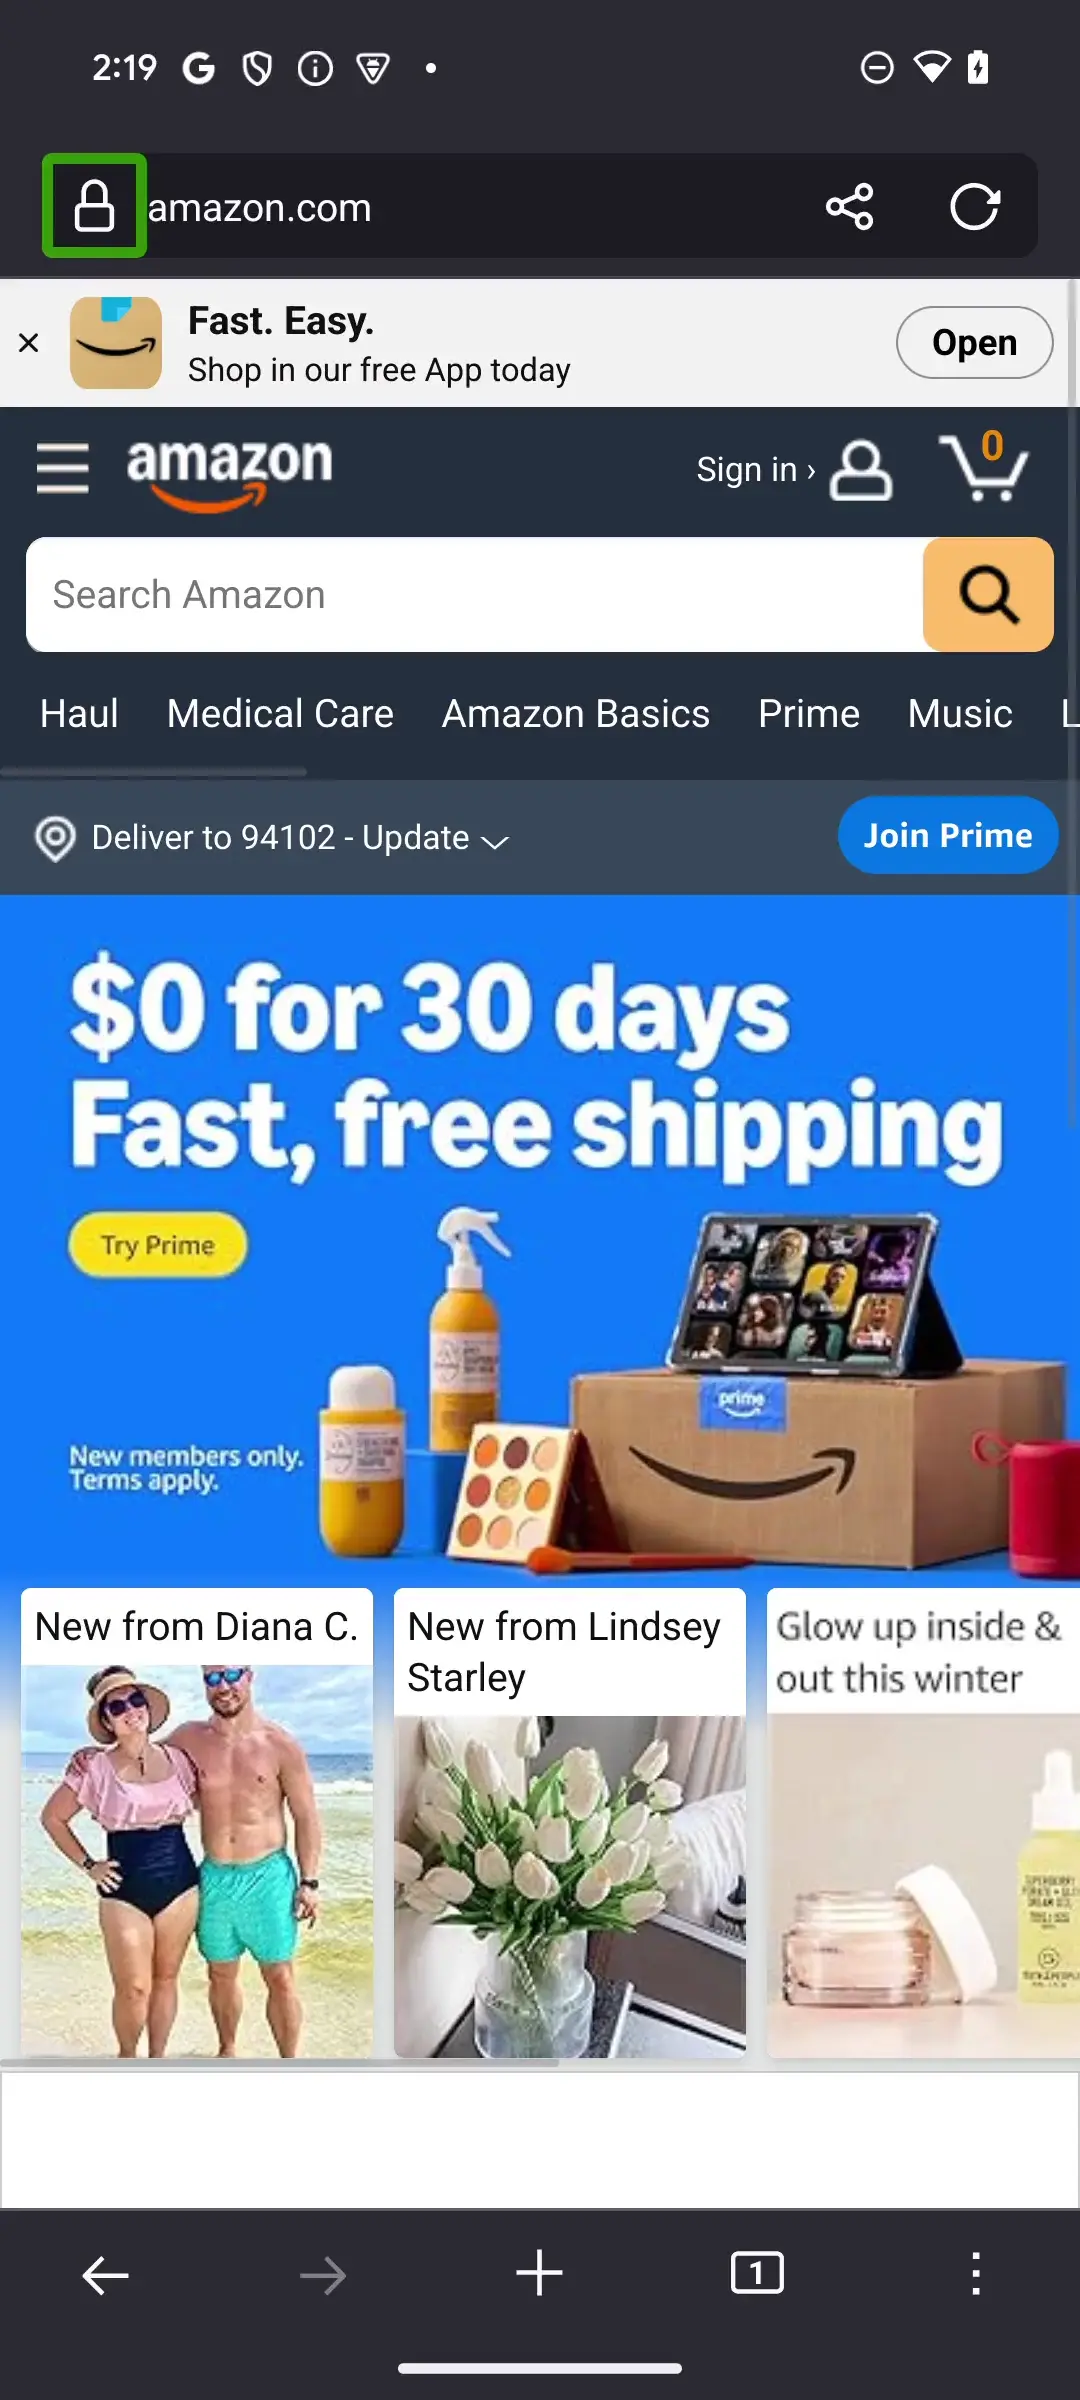 2:19
amazon.com
Fast. Easy.
Shop in our free App today
Open
amazon
Sign in ›
0
Search Amazon
Haul Medical Care Amazon Basics Prime Music L
Deliver to 94102 - Update
Join Prime
$0 for 30 days
Fast, free shipping
Try Prime
prime
New members only.
Terms apply.
New from Diana C.
New from Lindsey
Starley
Glow up inside &
out this winter
1